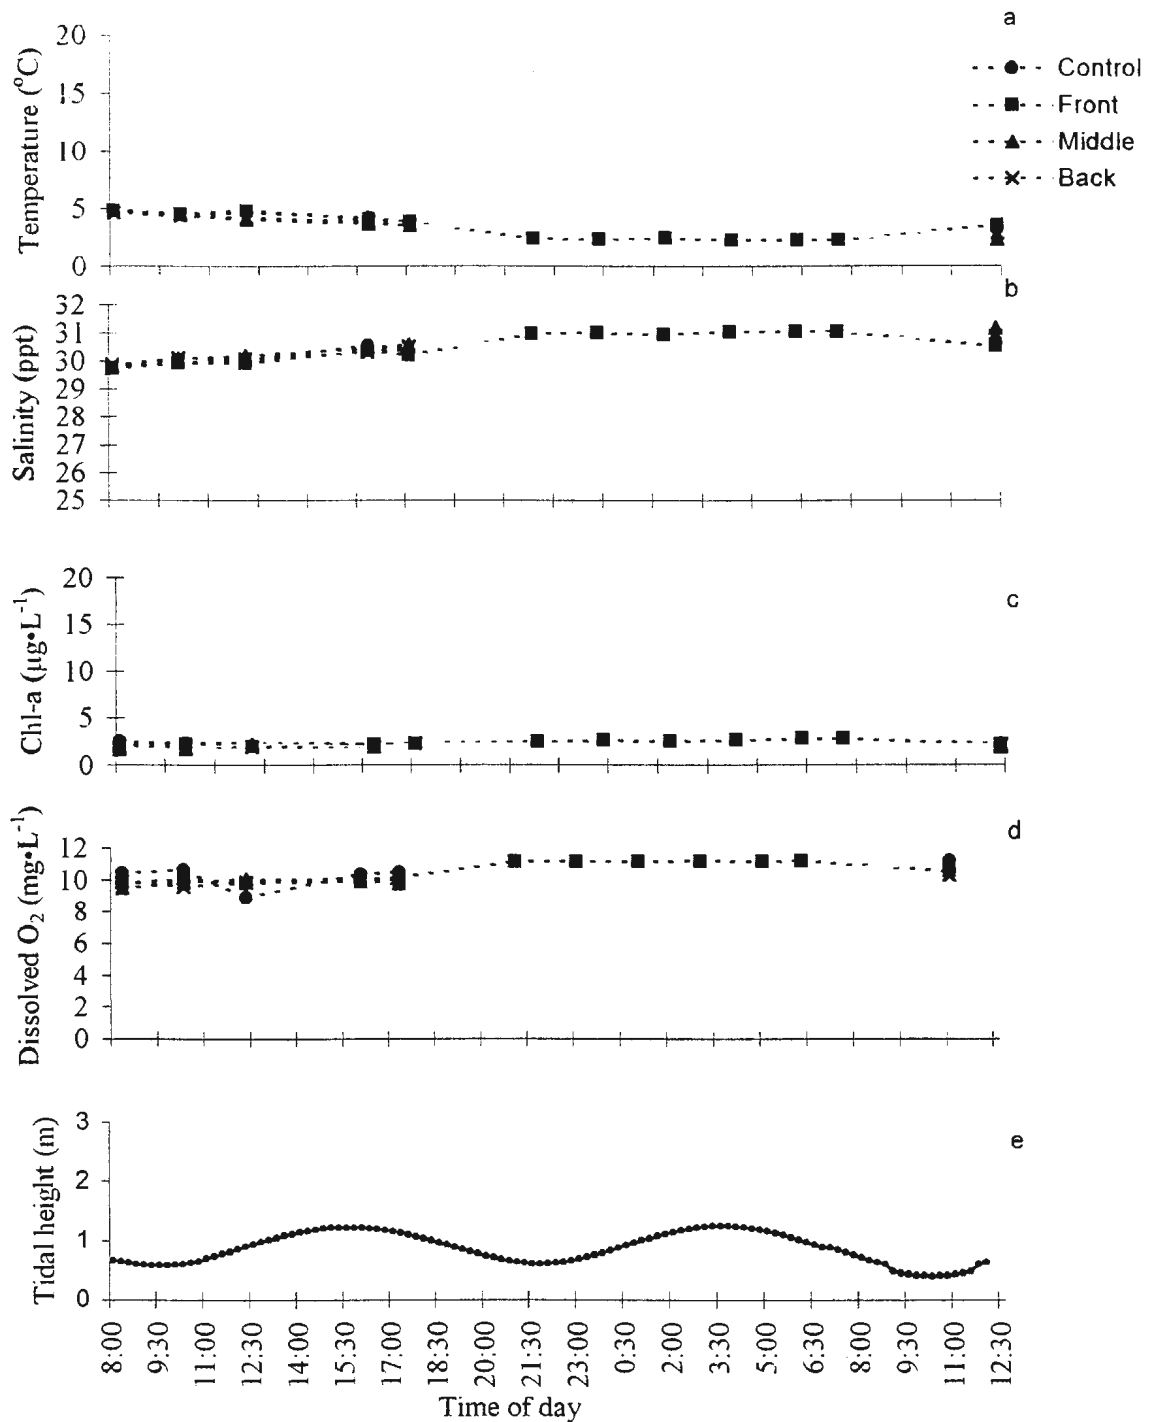 a
Control
Front
Middle
Back
Temperature (°C)
20
15
10
5
0
b
Salinity (ppt)
32
31
30
29
28
27
26
25
c
Chl-a (µg•L⁻¹)
20
15
10
5
0
d
Dissolved O₂ (mg•L⁻¹)
12
10
8
6
4
2
0
e
Tidal height (m)
3
2
1
0
8:00 9:30 11:00 12:30 14:00 15:30 17:00 18:30 20:00 21:30 23:00 0:30 2:00 3:30 5:00 6:30 8:00 9:30 11:00 12:30
Time of day